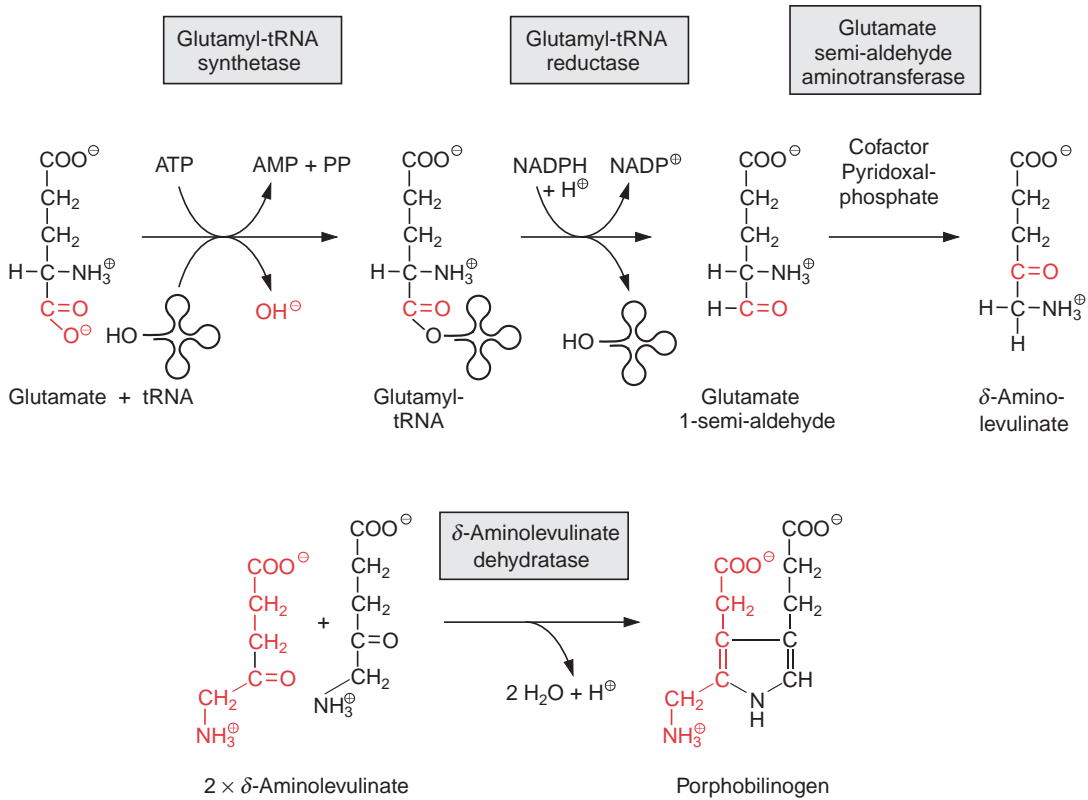 Glutamyl-tRNA
synthetase
Glutamyl-tRNA
reductase
Glutamate
semi-aldehyde
aminotransferase
COO⊖
CH2
CH2
H–C–NH3⊕
C=O
O⊖
ATP
AMP + PP
HO
OH⊖
Glutamate + tRNA
COO⊖
CH2
CH2
H–C–NH3⊕
C=O
O
Glutamyl-
tRNA
NADPH
+ H⊕
NADP⊕
HO
COO⊖
CH2
CH2
H–C–NH3⊕
H–C=O
Glutamate
1-semi-aldehyde
Cofactor
Pyridoxal-
phosphate
COO⊖
CH2
CH2
C=O
H–C–NH3⊕
H
δ-Amino-
levulinate
δ-Aminolevulinate
dehydratase
COO⊖
CH2
CH2
C=O
CH2
NH3⊕
+
COO⊖
CH2
CH2
C=O
CH2
NH3⊕
2 × δ-Aminolevulinate
2 H2O + H⊕
COO⊖
CH2
C
C
CH2
NH3⊕
COO⊖
CH2
CH2
C
CH
N
H
Porphobilinogen